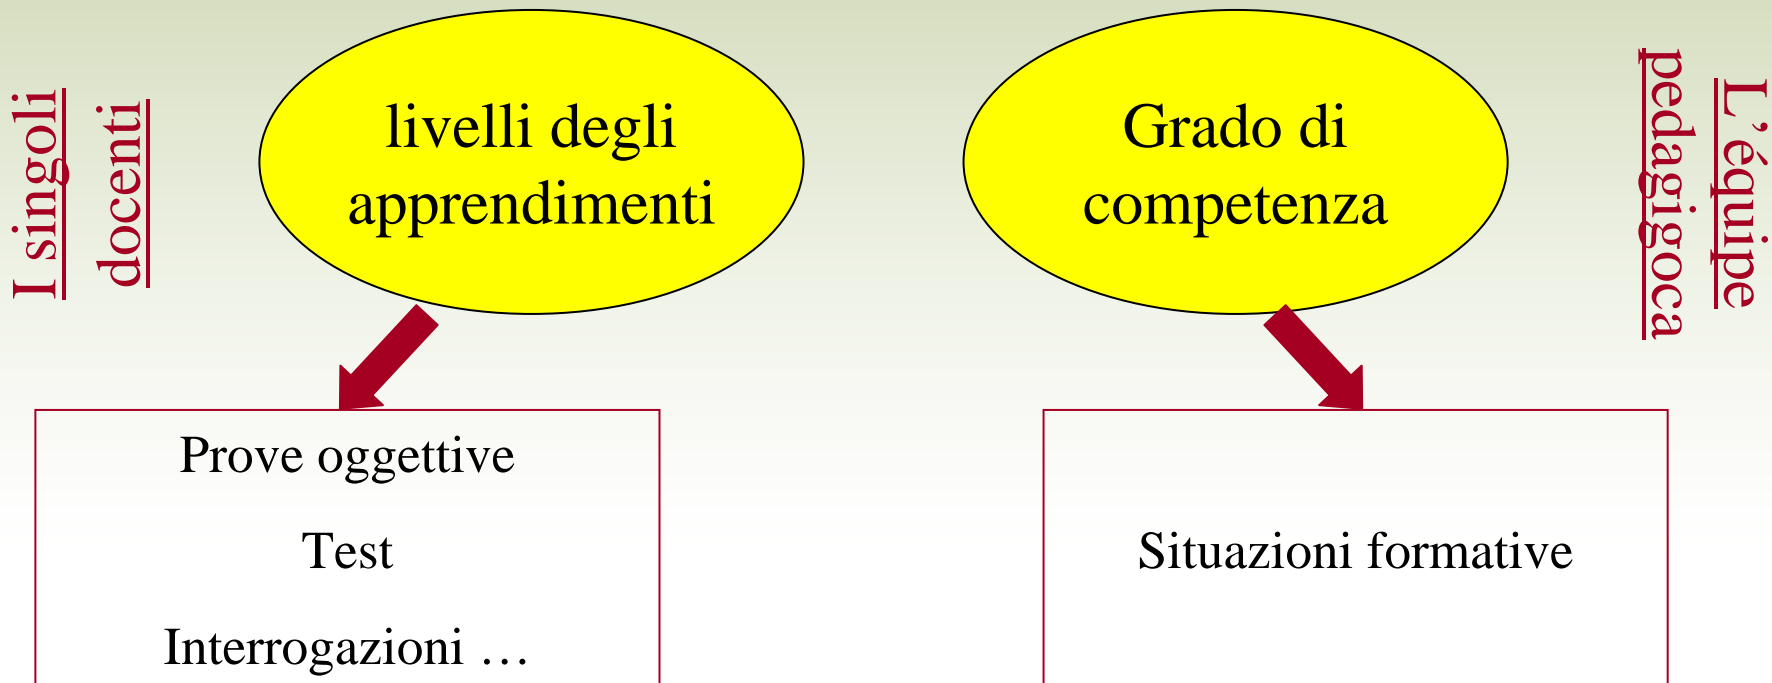 I singoli
docenti
livelli degli
apprendimenti
Grado di
competenza
L’équipe
pedagigoca
Prove oggettive
Test
Interrogazioni …
Situazioni formative